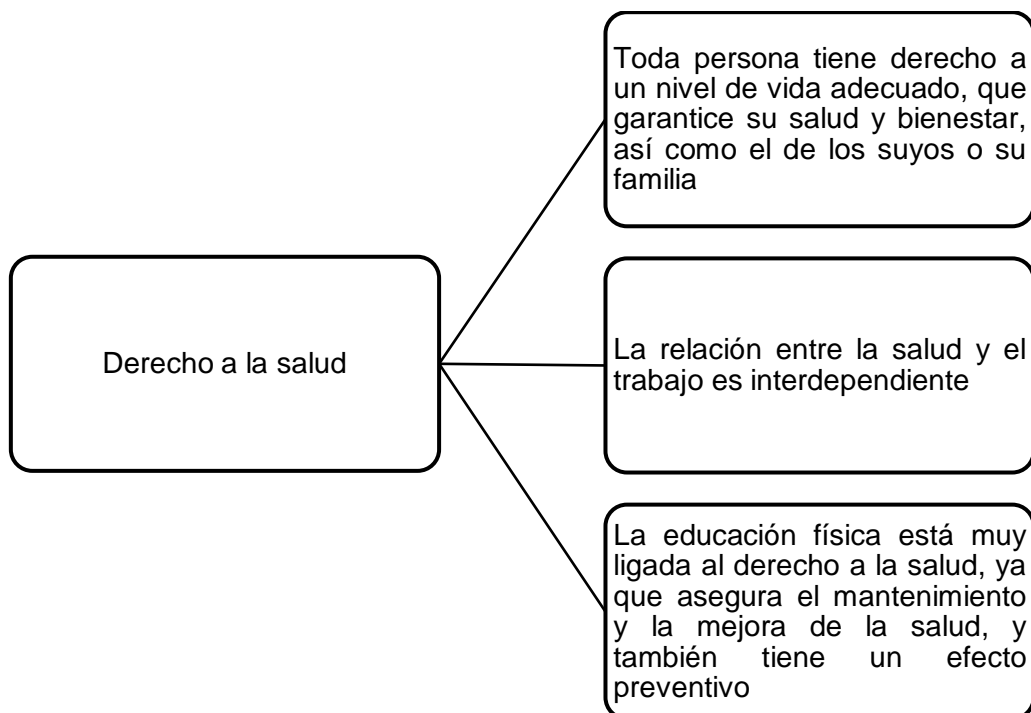 Derecho a la salud
Toda persona tiene derecho a
un nivel de vida adecuado, que
garantice su salud y bienestar,
así como el de los suyos o su
familia
La relación entre la salud y el
trabajo es interdependiente
La educación física está muy
ligada al derecho a la salud, ya
que asegura el mantenimiento
y la mejora de la salud, y
también tiene un efecto
preventivo